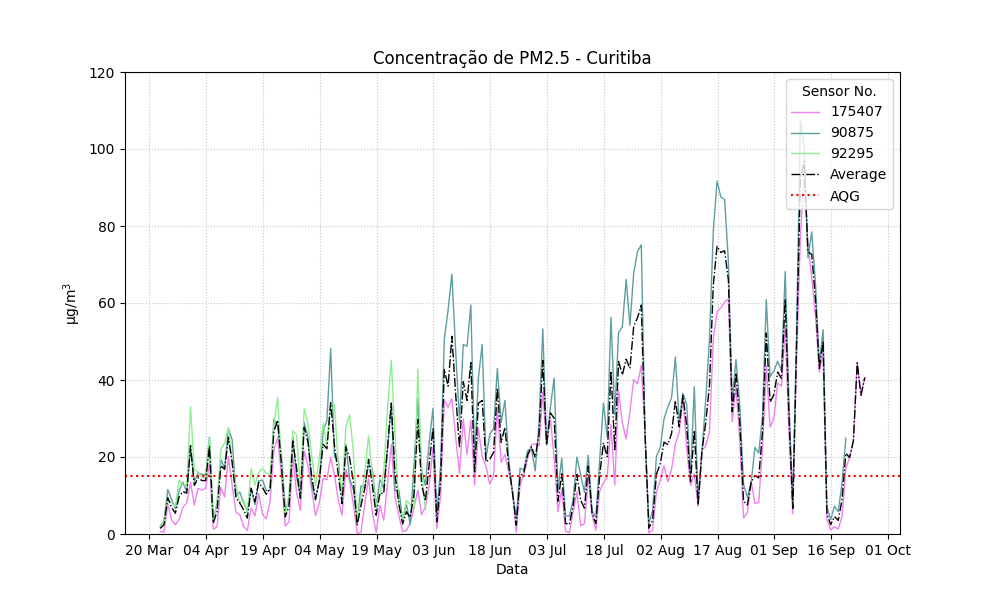 Concentração de PM2.5 - Curitiba
120
100
80
60
40
20
0
µg/m³
Sensor No.
175407
90875
92295
Average
AQG
20 Mar 04 Apr 19 Apr 04 May 19 May 03 Jun 18 Jun 03 Jul 18 Jul 02 Aug 17 Aug 01 Sep 16 Sep 01 Oct
Data